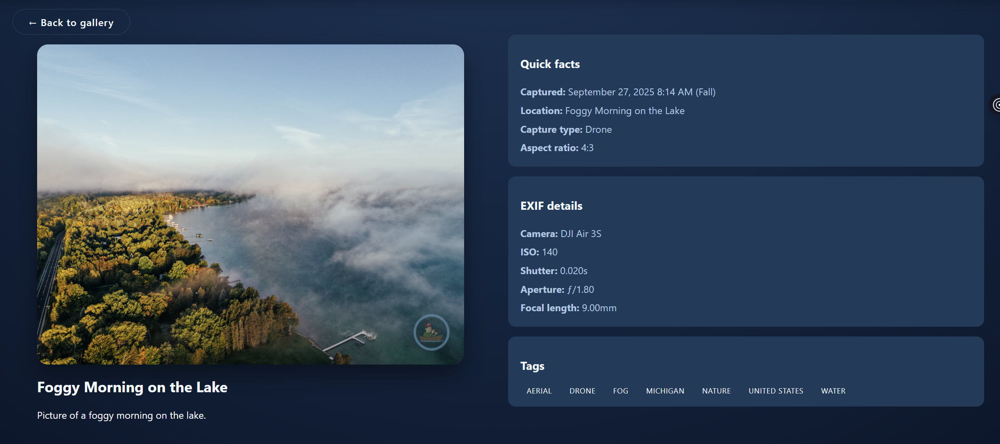 ← Back to gallery
Foggy Morning on the Lake
Picture of a foggy morning on the lake.
Quick facts
Captured: September 27, 2025 8:14 AM (Fall)
Location: Foggy Morning on the Lake
Capture type: Drone
Aspect ratio: 4:3
EXIF details
Camera: DJI Air 3S
ISO: 140
Shutter: 0.020s
Aperture: ƒ/1.80
Focal length: 9.00mm
Tags
AERIAL DRONE FOG MICHIGAN NATURE UNITED STATES WATER